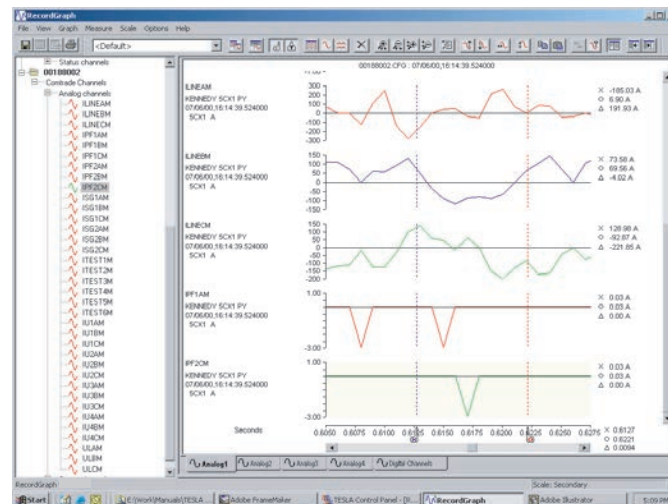 RecordGraph
File View Graph Measure Scale Options Help
<Default>
Status channels
00188002
Comtrade Channels
Analog channels
ILINEAM
ILINEBM
ILINECM
IPF1AM
IPF1BM
IPF1CM
IPF2AM
IPF2BM
IPF2CM
ISG1AM
ISG1BM
ISG1CM
ISG2AM
ISG2BM
ISG2CM
ITEST1M
ITEST2M
ITEST3M
ITEST4M
ITEST5M
ITEST6M
IU1AM
IU1BM
IU1CM
IU2AM
IU2BM
IU2CM
IU3AM
IU3BM
IU3CM
IU4AM
IU4BM
IU4CM
ULAM
ULBM
ULCM
00188002.CFG : 07/06/00,16:14:39.524000
ILINEAM
KENNEDY 5CX1 PY
07/06/00,16:14:39.524000
5CX1 A
300
200
100
0
-100
-200
-300
× -185.03 A
◇ 6.90 A
Δ 191.93 A
ILINEBM
KENNEDY 5CX1 PY
07/06/00,16:14:39.524000
5CX1 A
150
100
50
0
-50
-100
-150
× 73.58 A
◇ 69.56 A
Δ -4.02 A
ILINECM
KENNEDY 5CX1 PY
07/06/00,16:14:39.524000
5CX1 A
150
100
50
0
-50
-100
-150
-200
× 128.98 A
◇ -92.87 A
Δ -221.85 A
IPF1AM
KENNEDY 5CX1 PY
07/06/00,16:14:39.524000
5CX1 A
1.00
-3.00
× 0.03 A
◇ 0.03 A
Δ 0.00 A
IPF2CM
KENNEDY 5CX1 PY
07/06/00,16:14:39.524000
5CX1 A
1.00
-3.00
× 0.03 A
◇ 0.03 A
Δ 0.00 A
Seconds
0.6050 0.6075 0.6100 0.6125 0.6150 0.6175 0.6200 0.6225 0.6250 0.6275
× 0.6127
◇ 0.6221
Δ 0.0094
Analog1 Analog2 Analog3 Analog4 Digital Channels
RecordGraph
Scale: Secondary
Start E:\Work\Manuals\TESLA ... Adobe FrameMaker TESLA Control Panel - [R... RecordGraph Adobe Illustrator 5:09 PM